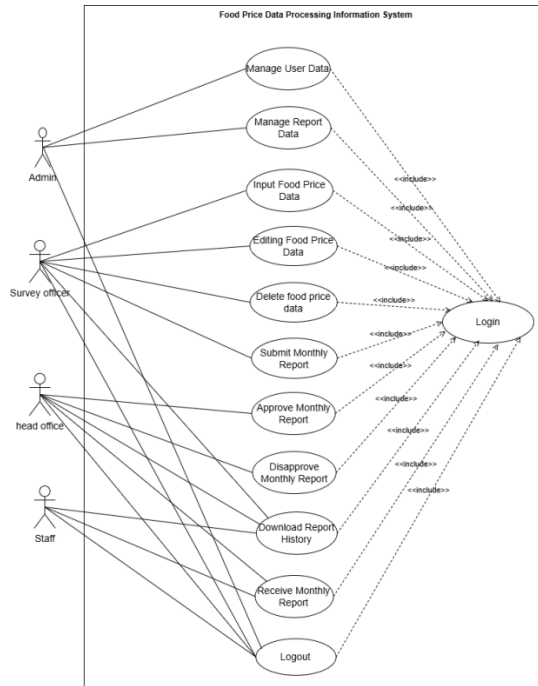 Food Price Data Processing Information System
Manage User Data
Manage Report
Data
Admin
<<include>>
Input Food Price
Data
<<include>>
<<include>>
Editing Food Price
Data
<<include>>
Survey officer
Delete food price
data
<<include>>
Login
Submit Monthly
Report
<<include>>
Approve Monthly
Report
<<include>>
head office
Disapprove
Monthly Report
<<include>>
<<include>>
Staff
Download Report
History
<<include>>
<<include>>
Receive Monthly
Report
Logout